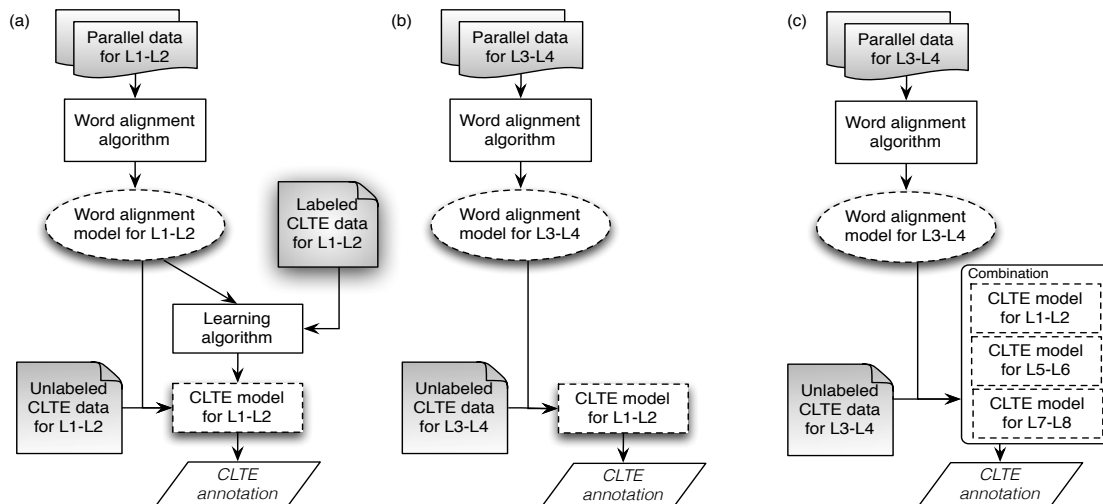 (a)
Parallel data
for L1-L2
Word alignment
algorithm
Word alignment
model for L1-L2
Labeled
CLTE data
for L1-L2
Learning
algorithm
Unlabeled
CLTE data
for L1-L2
CLTE model
for L1-L2
CLTE
annotation
(b)
Parallel data
for L3-L4
Word alignment
algorithm
Word alignment
model for L3-L4
Unlabeled
CLTE data
for L3-L4
CLTE model
for L1-L2
CLTE
annotation
(c)
Parallel data
for L3-L4
Word alignment
algorithm
Word alignment
model for L3-L4
Combination
CLTE model
for L1-L2
CLTE model
for L5-L6
CLTE model
for L7-L8
Unlabeled
CLTE data
for L3-L4
CLTE
annotation